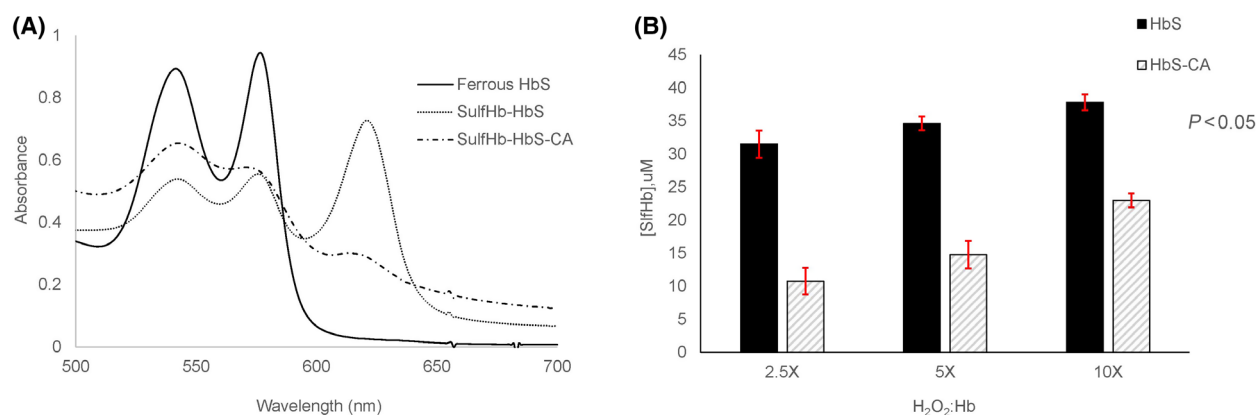 (A)
Absorbance
1
0.8
0.6
0.4
0.2
0
500
550
600
650
700
Wavelength (nm)
Ferrous HbS
SulfHb-HbS
SulfHb-HbS-CA
(B)
[SlfHb],uM
45
40
35
30
25
20
15
10
5
0
2.5X
5X
10X
H₂O₂:Hb
HbS
HbS-CA
P < 0.05